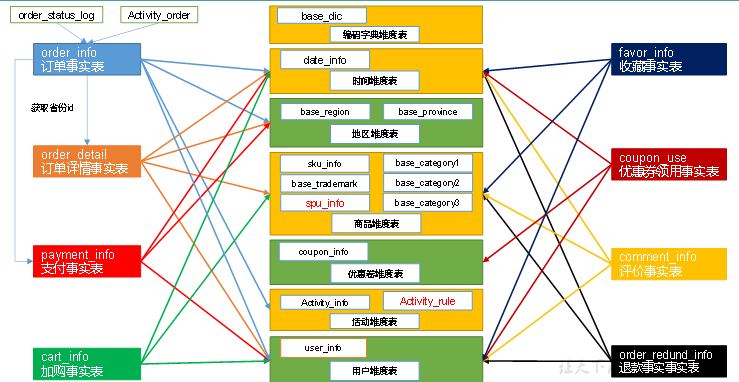 order_status_log
Activity_order
order_info
订单事实表
获取省份id
order_detail
订单详情事实表
payment_info
支付事实表
cart_info
加购事实表
base_dic
编码字典维度表
date_info
时间维度表
base_region
base_province
地区维度表
sku_info
base_category1
base_trademark
base_category2
spu_info
base_category3
商品维度表
coupon_info
优惠卷维度表
Activity_info
Activity_rule
活动维度表
user_info
用户维度表
favor_info
收藏事实表
coupon_use
优惠券领用事实表
comment_info
评价事实表
order_redund_info
退款事实事实表